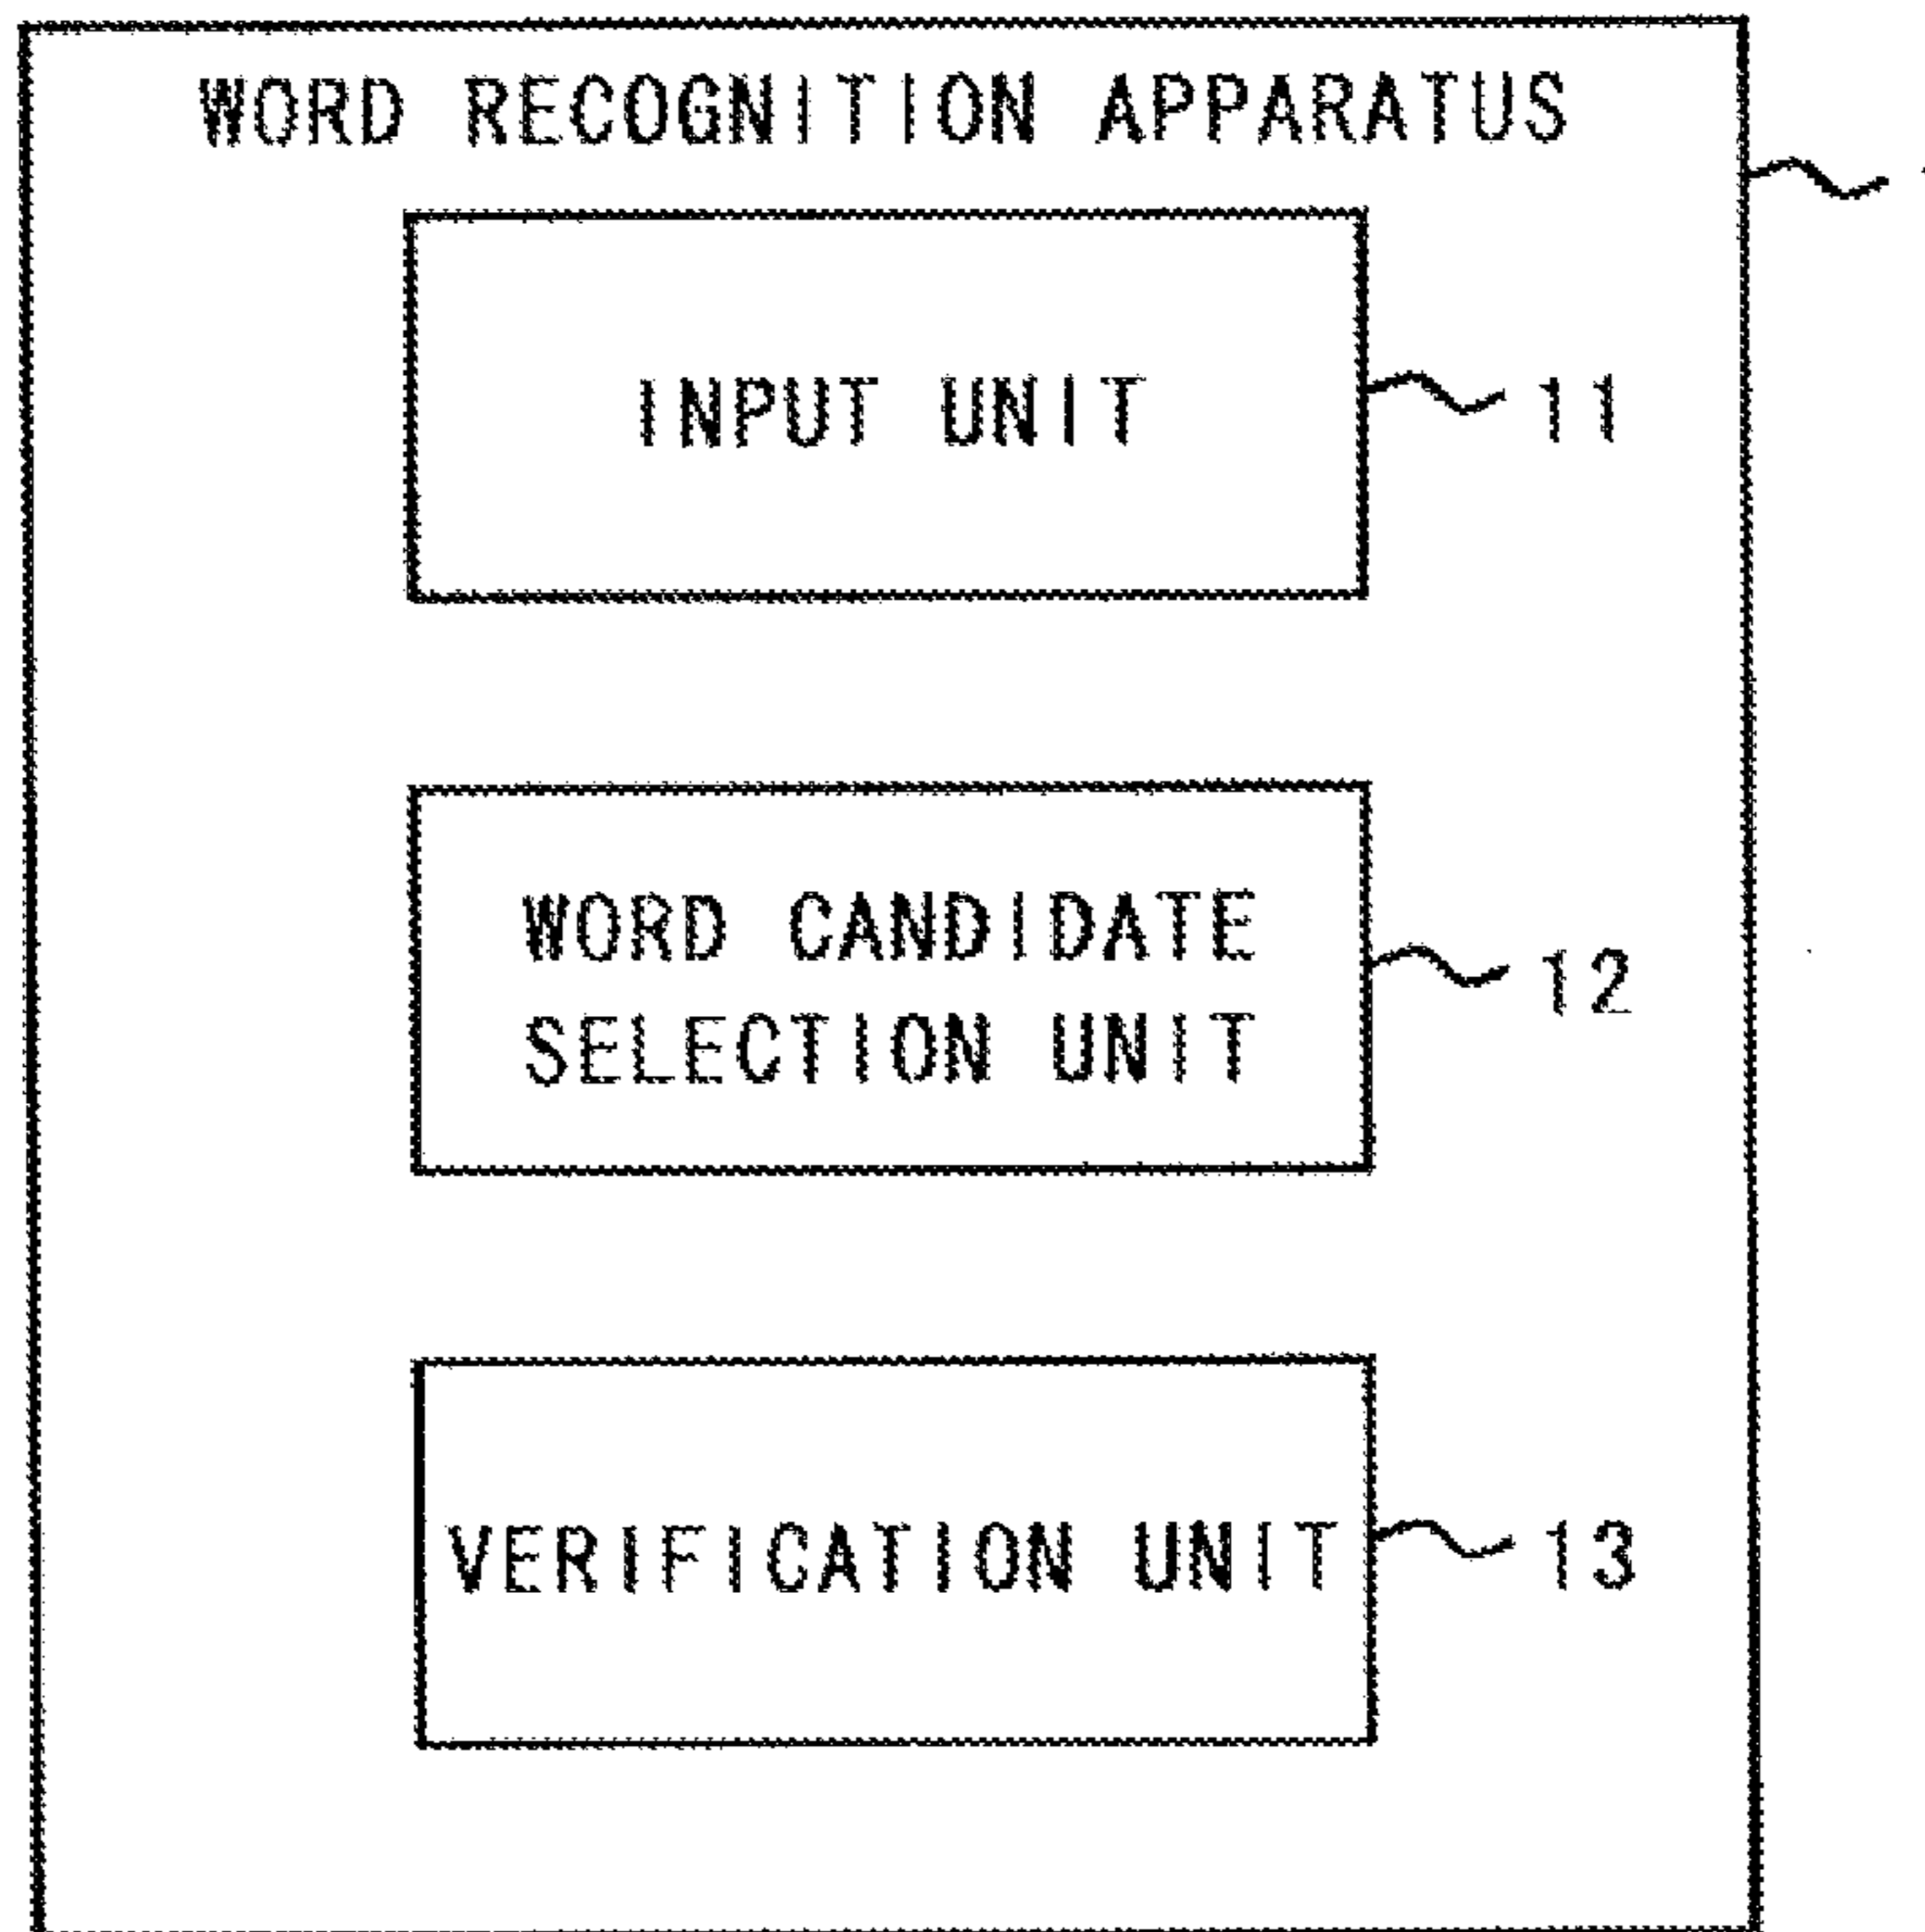 WORD RECOGNITION APPARATUS
INPUT UNIT
11
WORD CANDIDATE
SELECTION UNIT
12
VERIFICATION UNIT
13